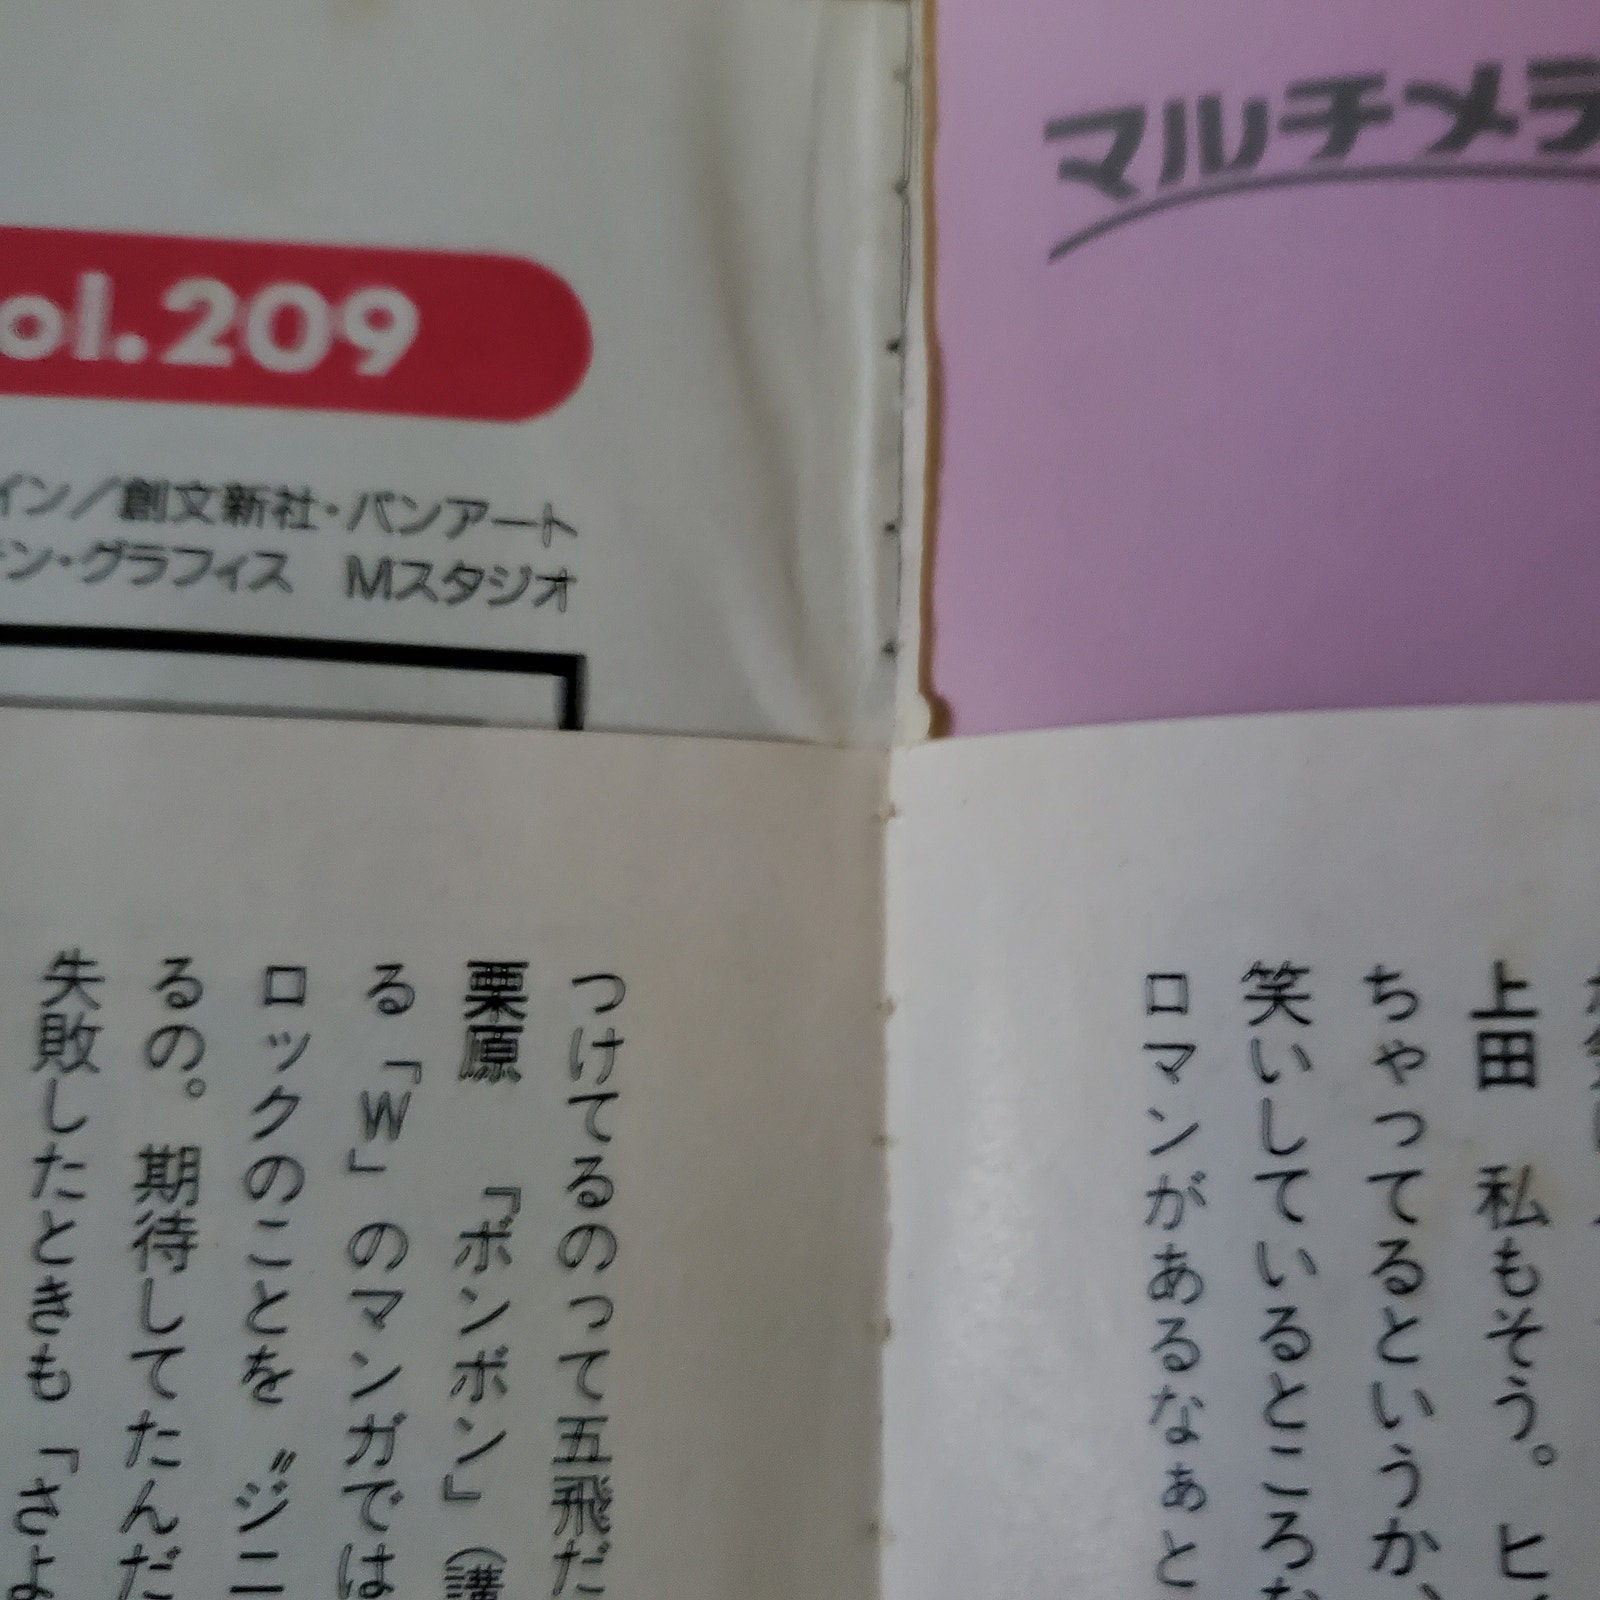 マルチメデ
ol.209
イン／創文新社・バンアート
ン・グラフィス　Mスタジオ
上田　私もそう。ヒ
ちゃってるというか、
笑いしているところ
ロマンがあるなぁと
つけてるのって五飛だ
栗原　『ボンボン』（講
る「W」のマンガでは
ロックのことを〝ジニ
るの。期待してたんだ
失敗したときも「さよ